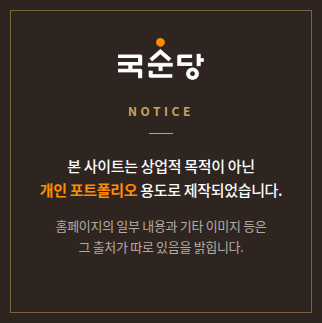 국순당
NOTICE
본 사이트는 상업적 목적이 아닌
개인 포트폴리오 용도로 제작되었습니다.
홈페이지의 일부 내용과 기타 이미지 등은
그 출처가 따로 있음을 밝힙니다.